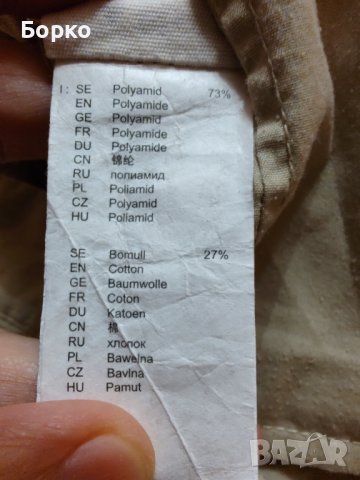 Борко
I: SE Polyamid 73%
EN Polyamide
GE Polyamid
FR Polyamide
DU Polyamide
CN 锦纶
RU полиамид
PL Poliamid
CZ Polyamid
HU Poliamid
SE Bomull 27%
EN Cotton
GE Baumwolle
FR Coton
DU Katoen
CN 棉
RU хлопок
PL Bawełna
CZ Bavlna
HU Pamut
BAZAR
bg